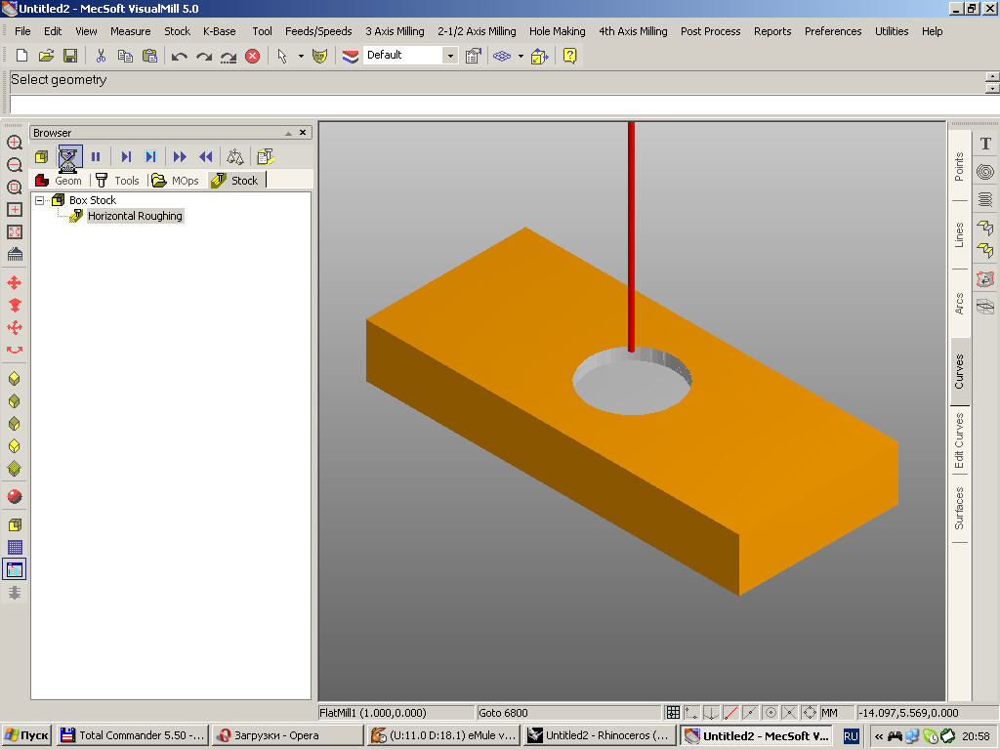 Untitled2 - MecSoft VisualMill 5.0
File Edit View Measure Stock K-Base Tool Feeds/Speeds 3 Axis Milling 2-1/2 Axis Milling Hole Making 4th Axis Milling Post Process Reports Preferences Utilities Help
Default
Select geometry
Browser
Geom Tools MOps Stock
Box Stock
Horizontal Roughing
Points
Lines
Arcs
Curves
Edit Curves
Surfaces
T
FlatMill1 (1.000,0.000) Goto 6800 MM -14.097,5.569,0.000
Пуск Total Commander 5.50 -... Загрузки - Opera (U:11.0 D:18.1) eMule v... Untitled2 - Rhinoceros (... Untitled2 - MecSoft V... RU « 20:58